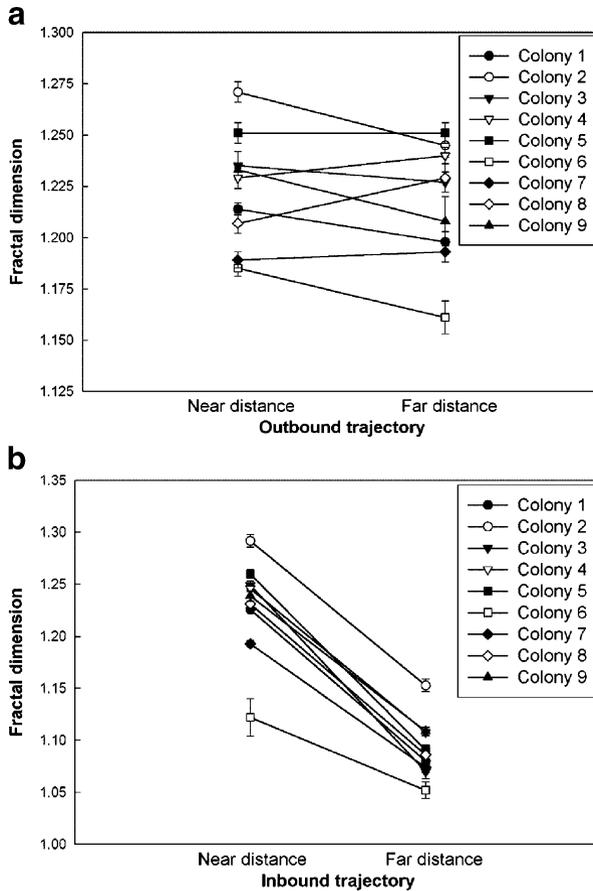 a
1.300
1.275
1.250
1.225
1.200
1.175
1.150
1.125
Fractal dimension
Colony 1
Colony 2
Colony 3
Colony 4
Colony 5
Colony 6
Colony 7
Colony 8
Colony 9
Near distance Far distance
Outbound trajectory
b
1.35
1.30
1.25
1.20
1.15
1.10
1.05
1.00
Fractal dimension
Colony 1
Colony 2
Colony 3
Colony 4
Colony 5
Colony 6
Colony 7
Colony 8
Colony 9
Near distance Far distance
Inbound trajectory